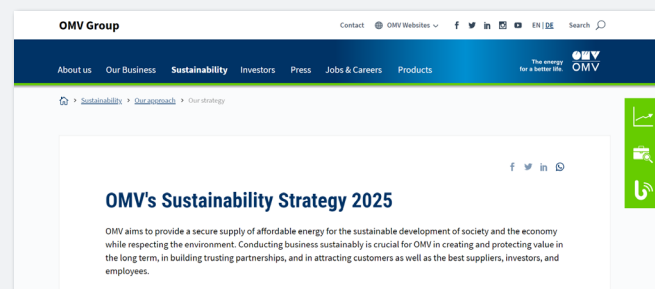 OMV Group
Contact OMV Websites EN | DE Search
About us Our Business Sustainability Investors Press Jobs & Careers Products
The energy for a better life.
OMV
> Sustainability > Our approach > Our strategy
OMV's Sustainability Strategy 2025
OMV aims to provide a secure supply of affordable energy for the sustainable development of society and the economy
while respecting the environment. Conducting business sustainably is crucial for OMV in creating and protecting value in
the long term, in building trusting partnerships, and in attracting customers as well as the best suppliers, investors, and
employees.